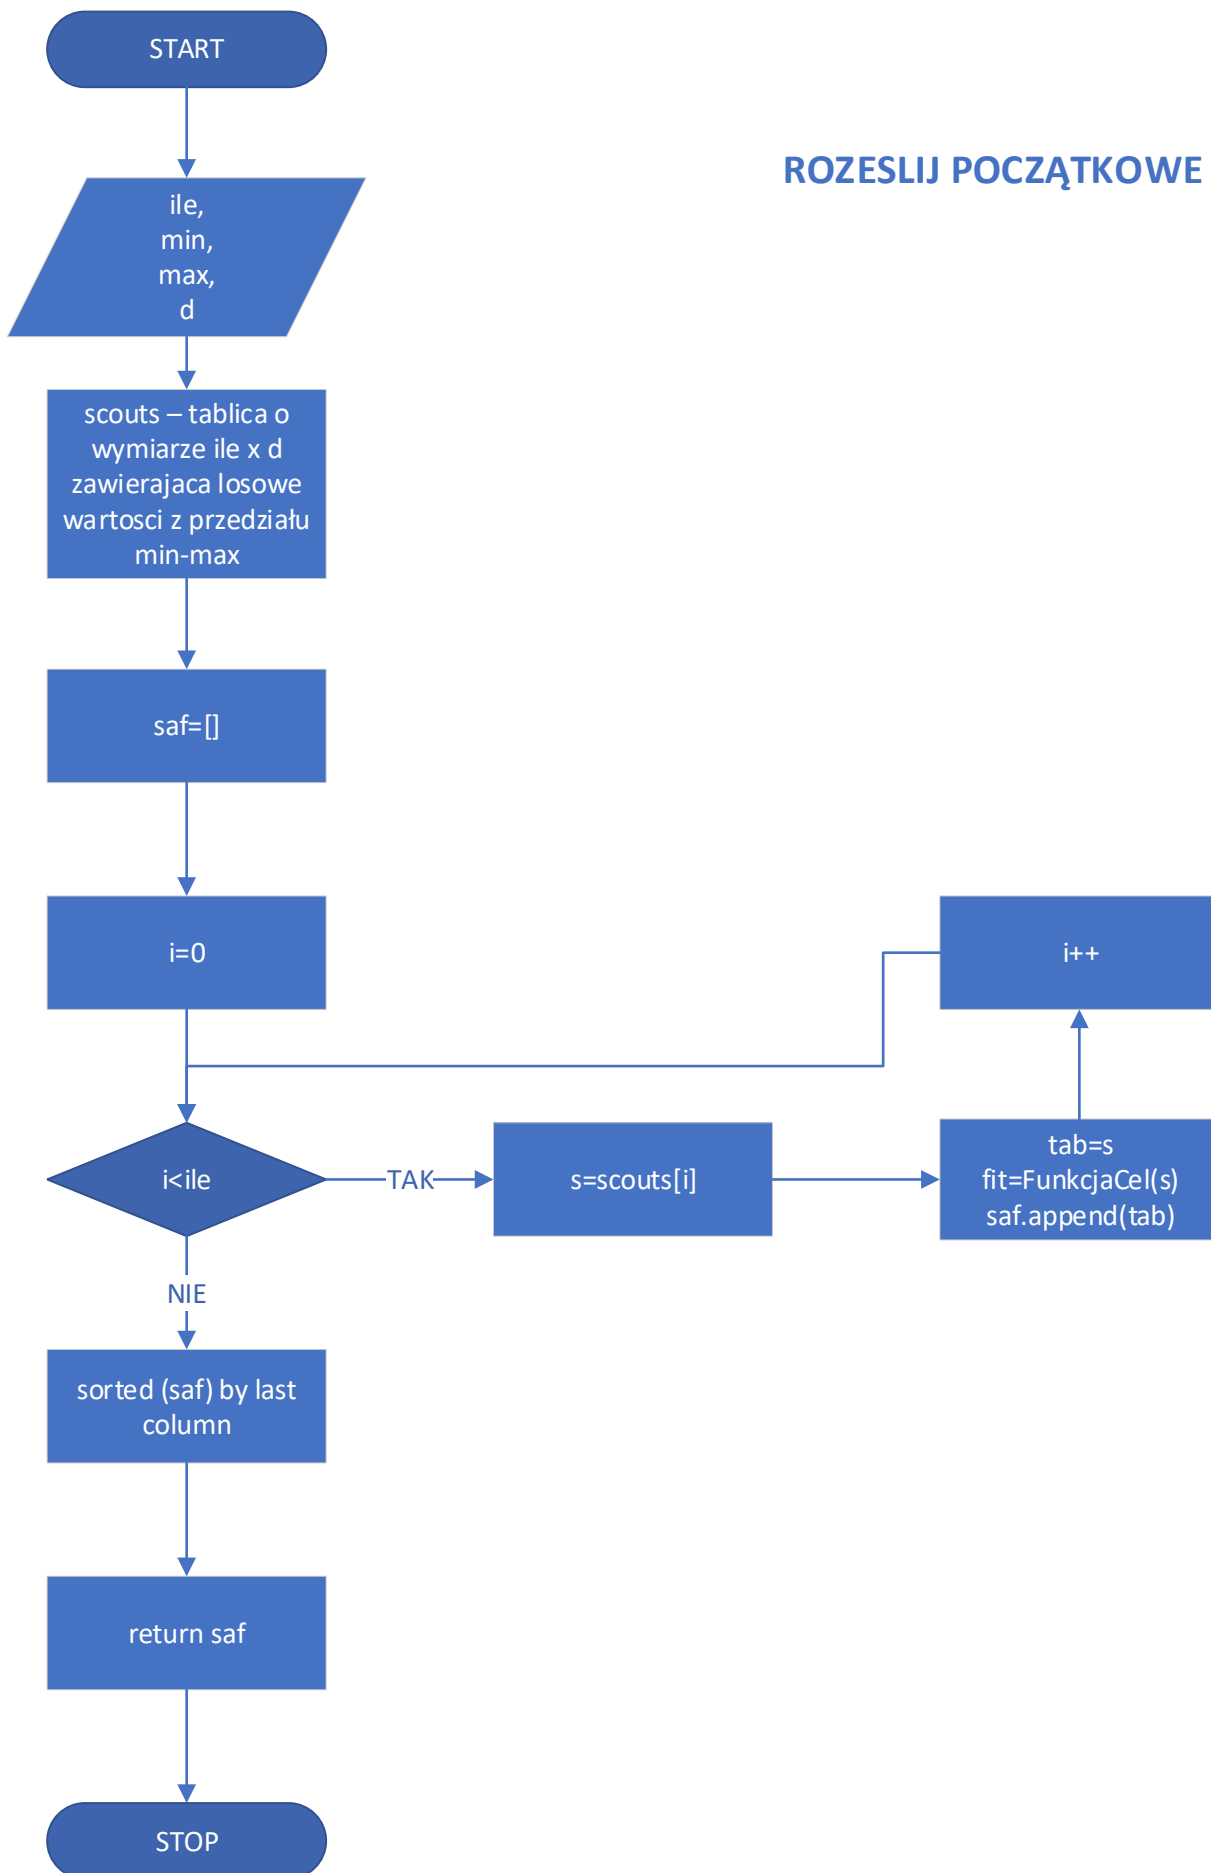 START
ROZESLIJ POCZĄTKOWE
ile,
min,
max,
d
scouts – tablica o
wymiarze ile x d
zawierajaca losowe
wartosci z przedziału
min-max
saf=[]
i=0
i++
i<ile
TAK
s=scouts[i]
tab=s
fit=FunkcjaCel(s)
saf.append(tab)
NIE
sorted (saf) by last
column
return saf
STOP